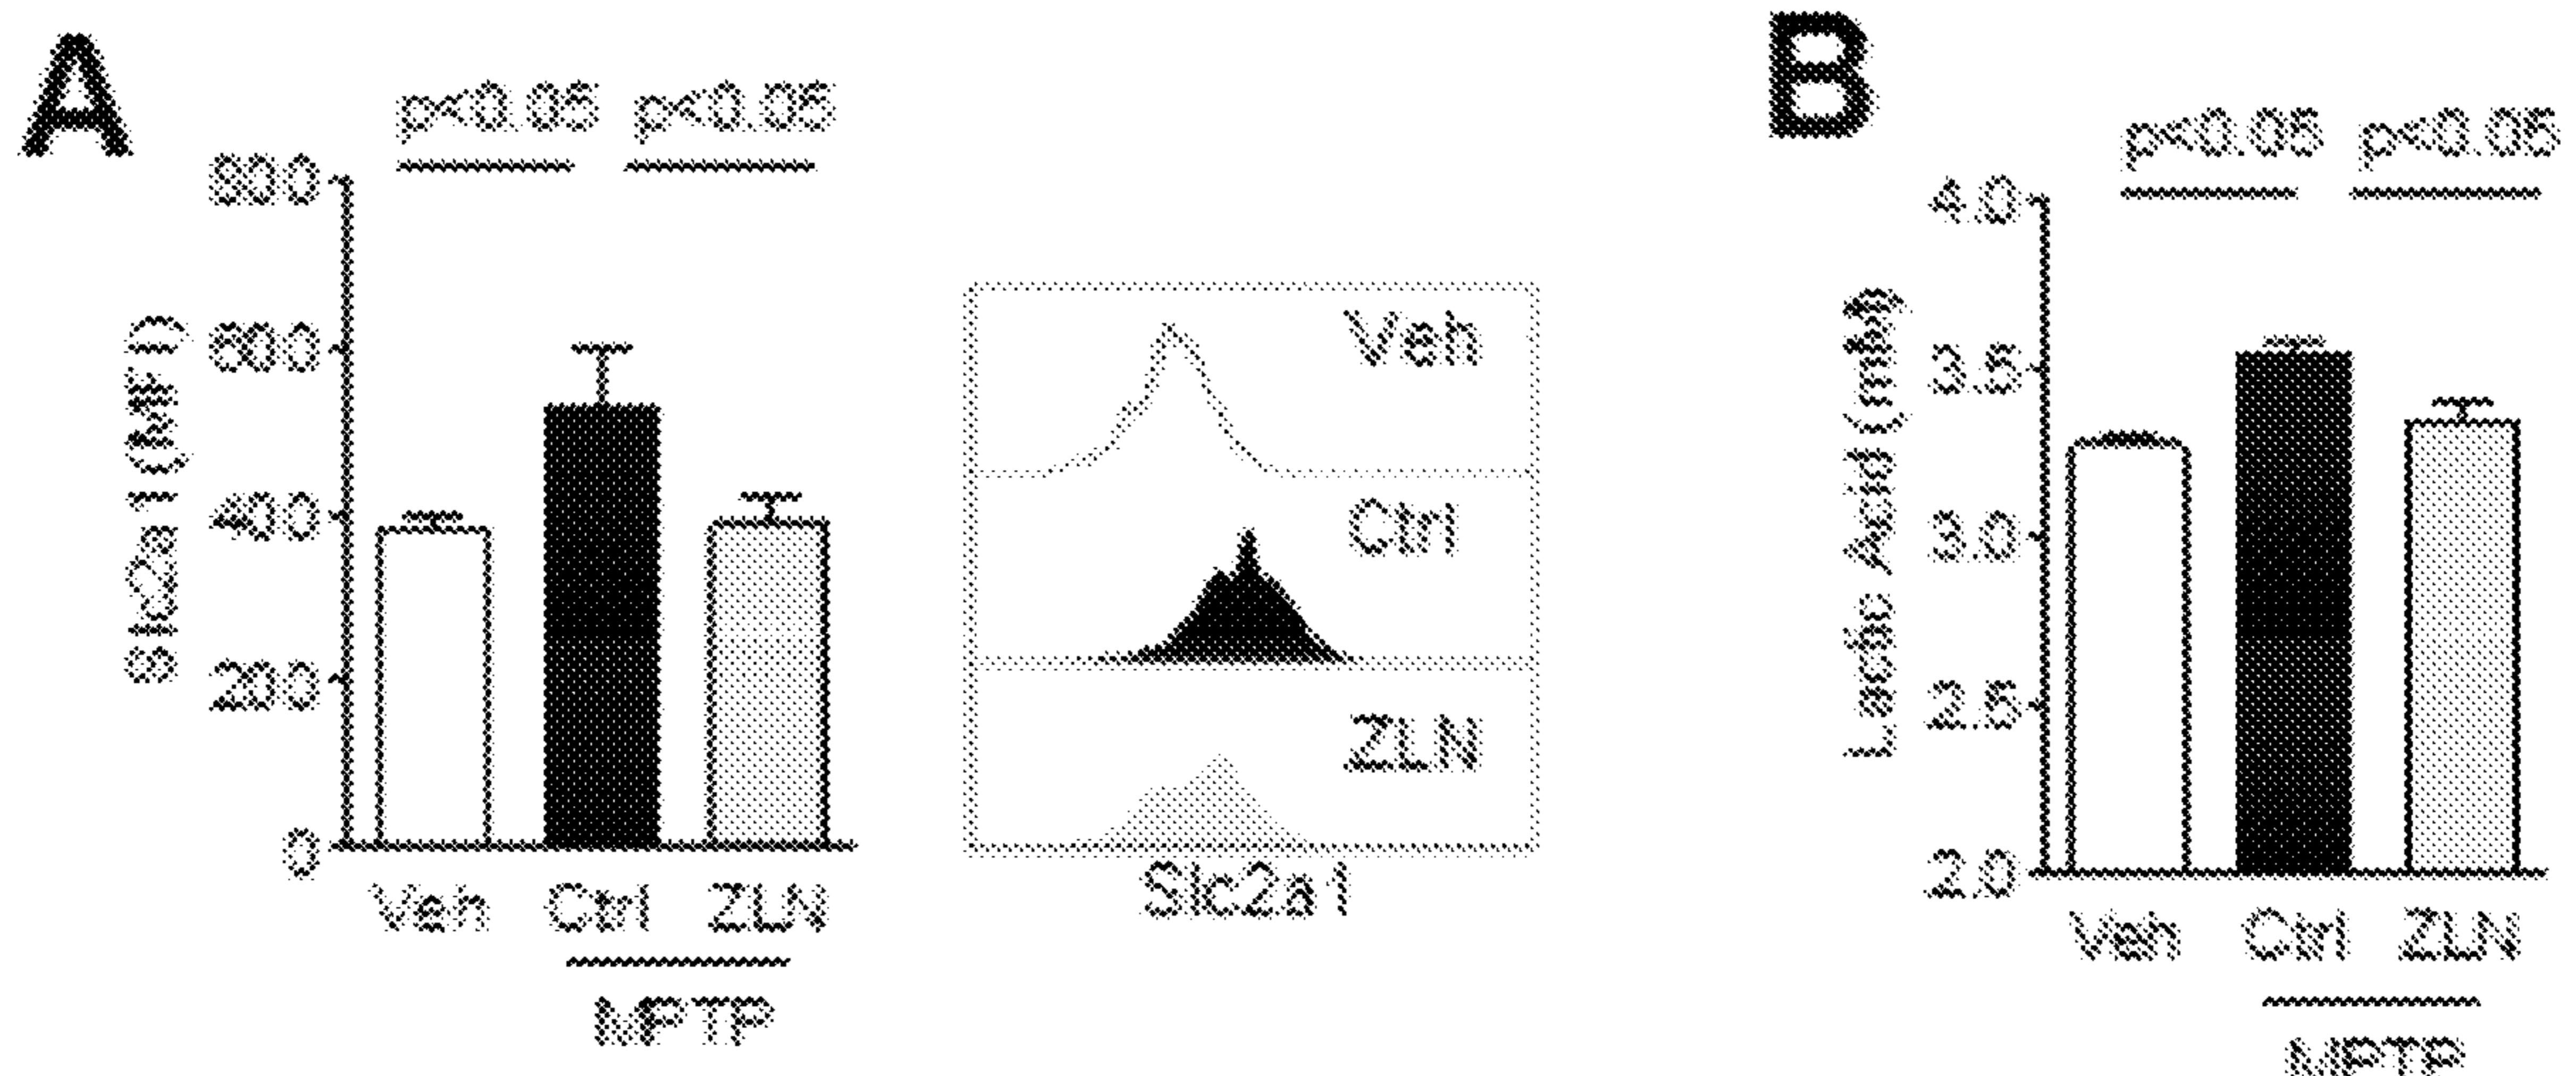 A
p<0.05 p<0.05
800
600
400
200
0
Slc2a1 (MFI)
Veh Ctrl ZLN
MPTP
Veh
Ctrl
ZLN
Slc2a1
B
p<0.05 p<0.05
4.0
3.5
3.0
2.5
2.0
Lactic Acid (mM)
Veh Ctrl ZLN
MPTP